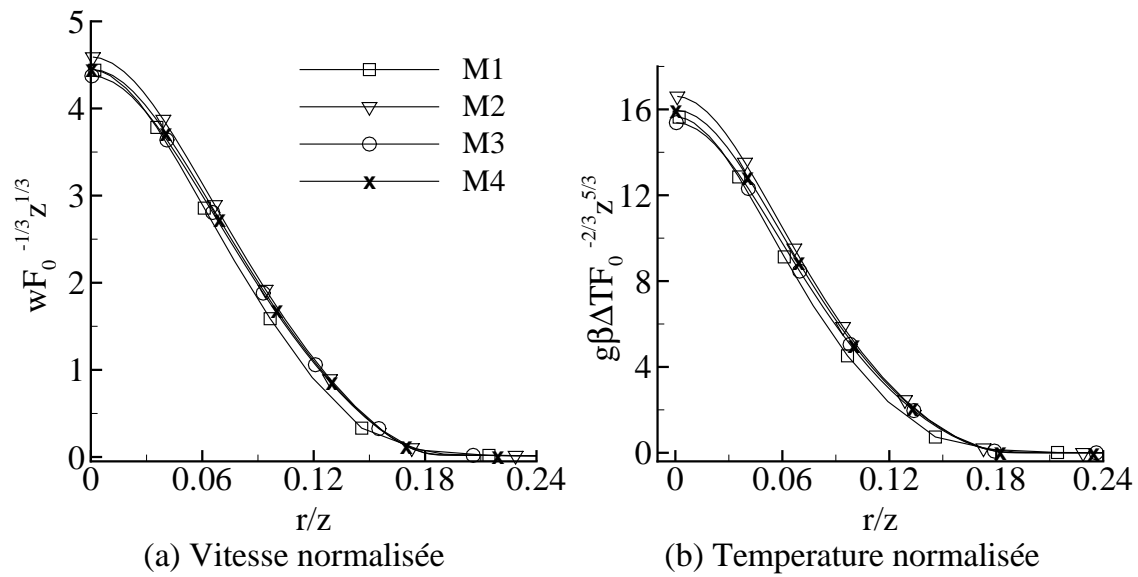 5
4
3
2
1
0
wF₀⁻¹/³z¹/³
M1
M2
M3
M4
0 0.06 0.12 0.18 0.24
r/z
(a) Vitesse normalisée
16
12
8
4
0
gβΔTF₀⁻²/³z⁵/³
0 0.06 0.12 0.18 0.24
r/z
(b) Temperature normalisée